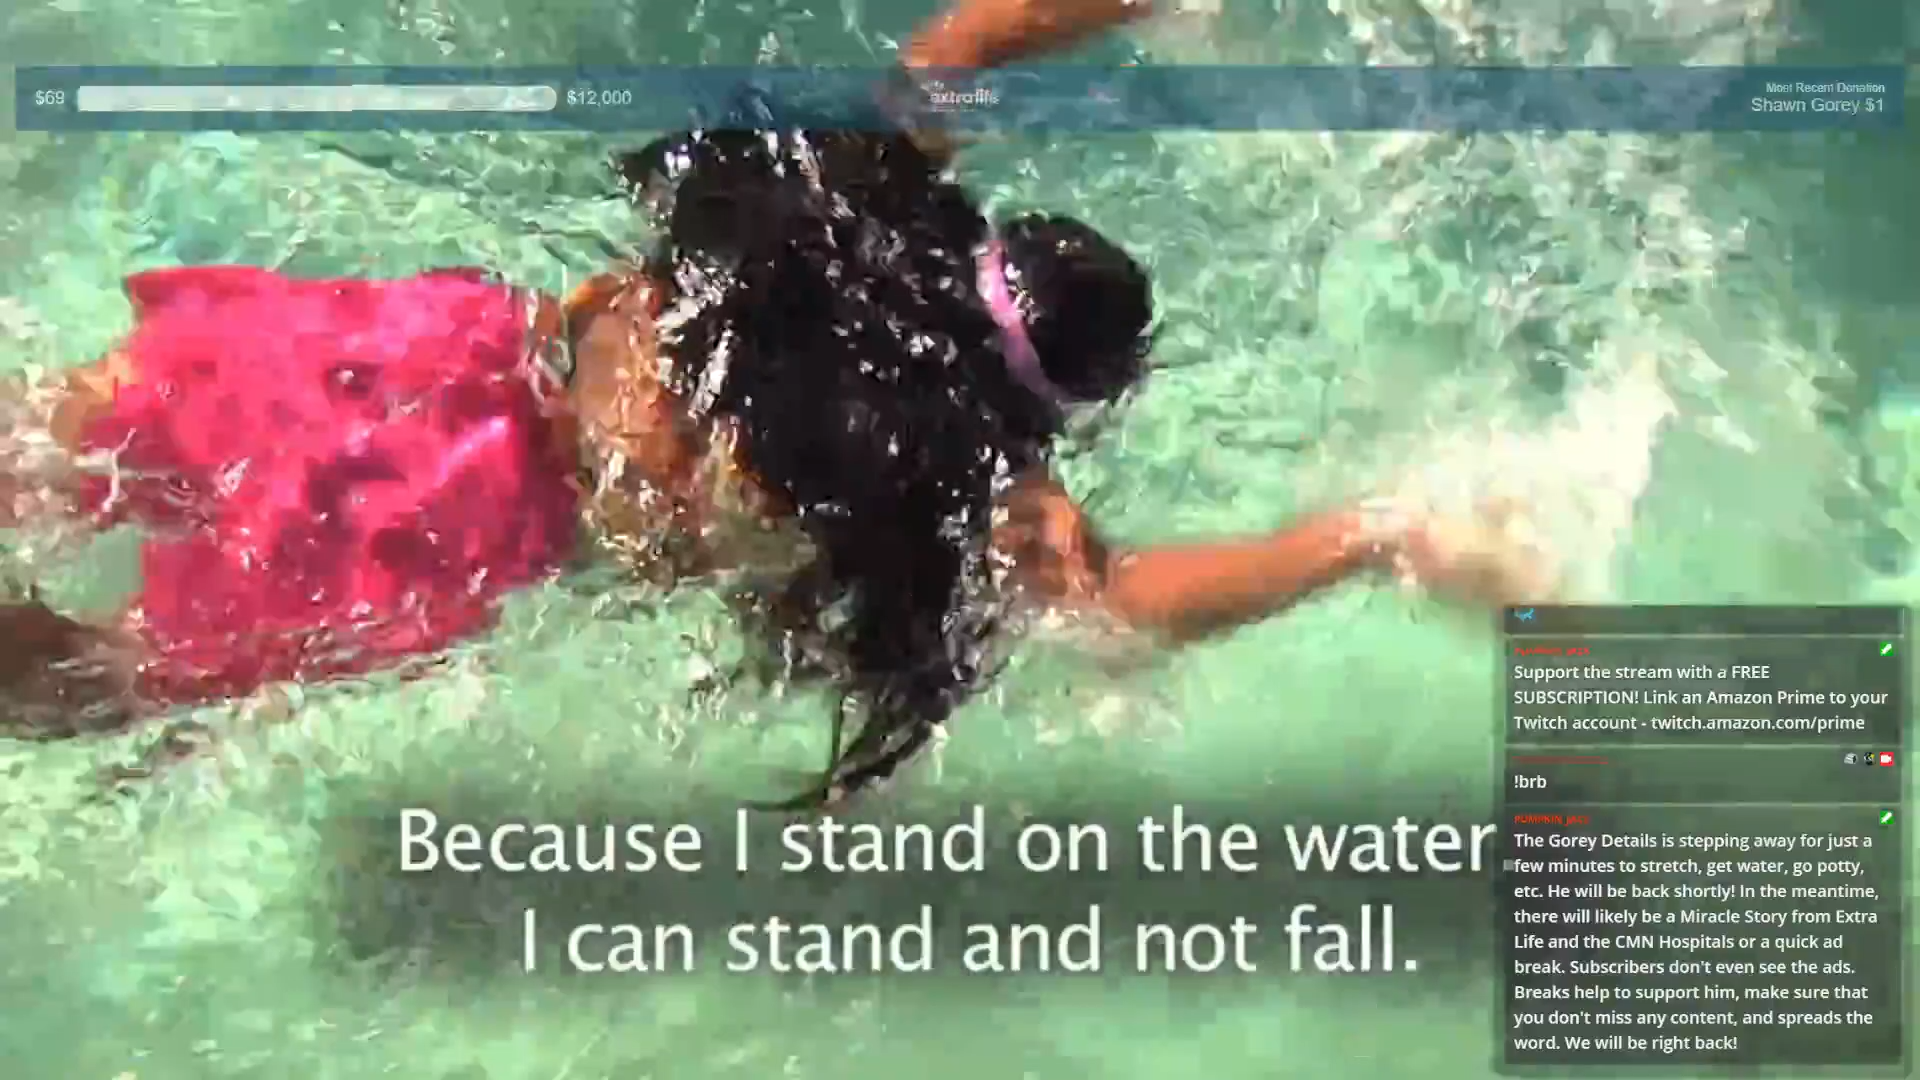 $69
$12,000
extralife
Most Recent Donation
Shawn Gorey $1
Support the stream with a FREE
SUBSCRIPTION! Link an Amazon Prime to your
Twitch account - twitch.amazon.com/prime
!brb
PUMPKIN_JACK
The Gorey Details is stepping away for just a
few minutes to stretch, get water, go potty,
etc. He will be back shortly! In the meantime,
there will likely be a Miracle Story from Extra
Life and the CMN Hospitals or a quick ad
break. Subscribers don't even see the ads.
Breaks help to support him, make sure that
you don't miss any content, and spreads the
word. We will be right back!
Because I stand on the water
I can stand and not fall.